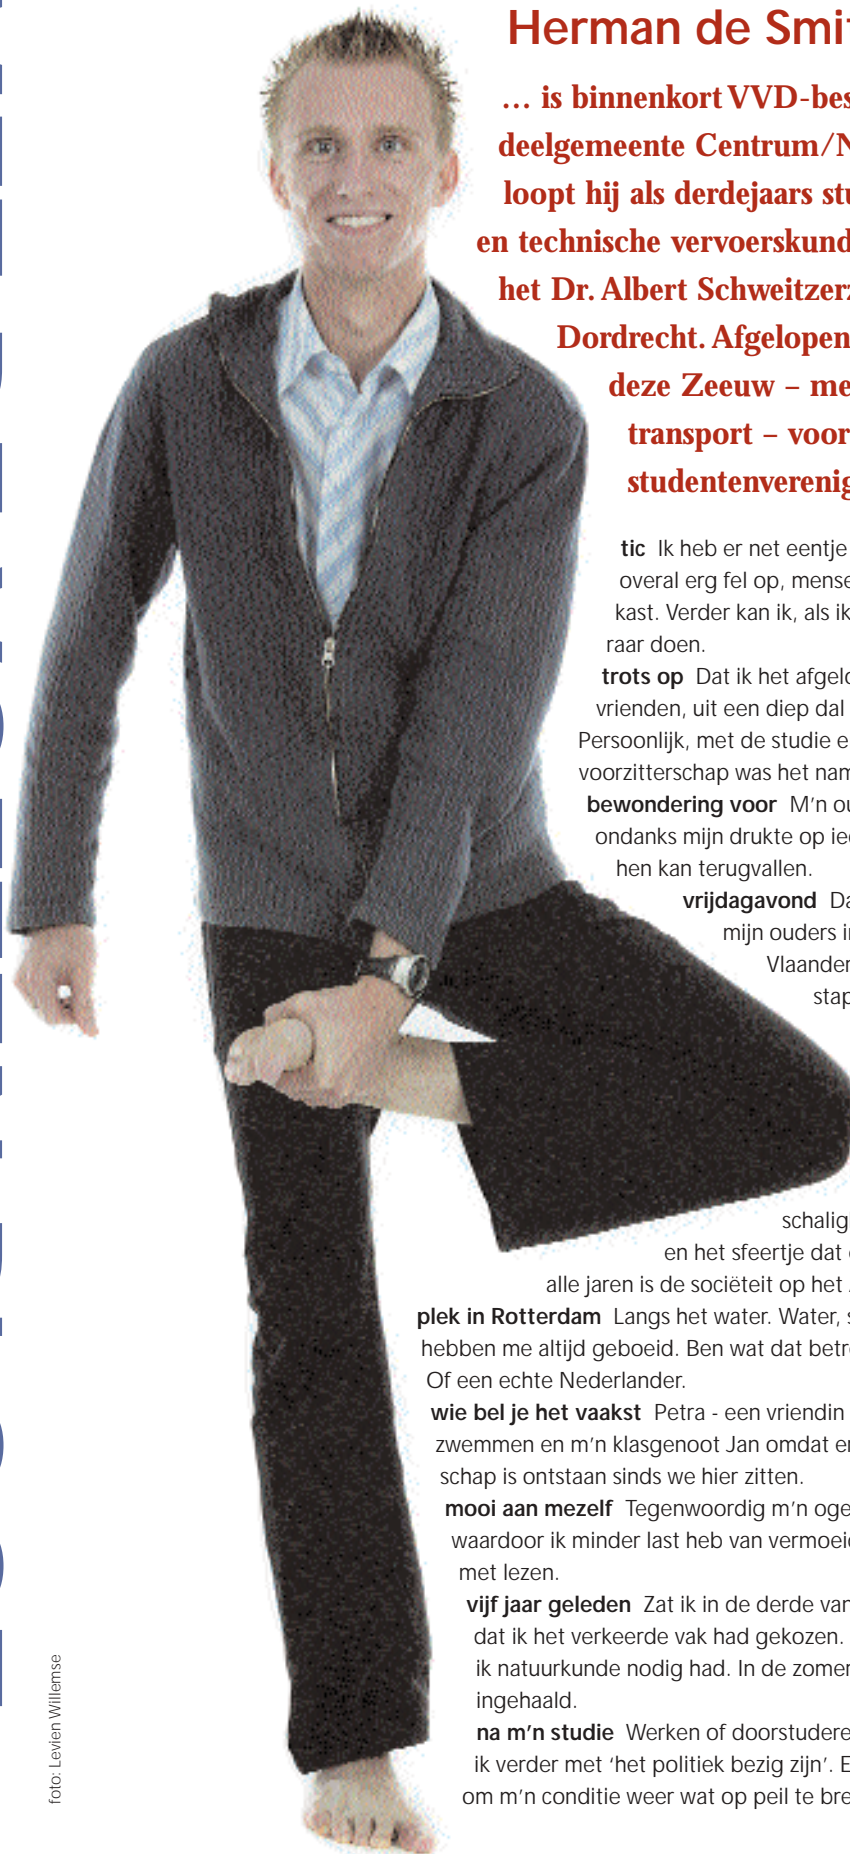 Herman de Smi
… is binnenkort VVD-bes
deelgemeente Centrum/N
loopt hij als derdejaars stu
en technische vervoerskund
het Dr. Albert Schweitzerz
Dordrecht. Afgelopen
deze Zeeuw – me
transport – voor
studentenverenig
tic Ik heb er net eentje
overal erg fel op, mense
kast. Verder kan ik, als ik
raar doen.
trots op Dat ik het afgelo
vrienden, uit een diep dal
Persoonlijk, met de studie e
voorzitterschap was het nam
bewondering voor M’n ou
ondanks mijn drukte op ied
hen kan terugvallen.
vrijdagavond Da
mijn ouders in
Vlaander
stap
schalig
en het sfeertje dat
alle jaren is de sociëteit op het
plek in Rotterdam Langs het water. Water, s
hebben me altijd geboeid. Ben wat dat betre
Of een echte Nederlander.
wie bel je het vaakst Petra - een vriendin
zwemmen en m’n klasgenoot Jan omdat er
schap is ontstaan sinds we hier zitten.
mooi aan mezelf Tegenwoordig m’n oge
waardoor ik minder last heb van vermoeid
met lezen.
vijf jaar geleden Zat ik in de derde van
dat ik het verkeerde vak had gekozen.
ik natuurkunde nodig had. In de zomer
ingehaald.
na m’n studie Werken of doorstudere
ik verder met ‘het politiek bezig zijn’. E
om m’n conditie weer wat op peil te bre
foto: Levien Willemse